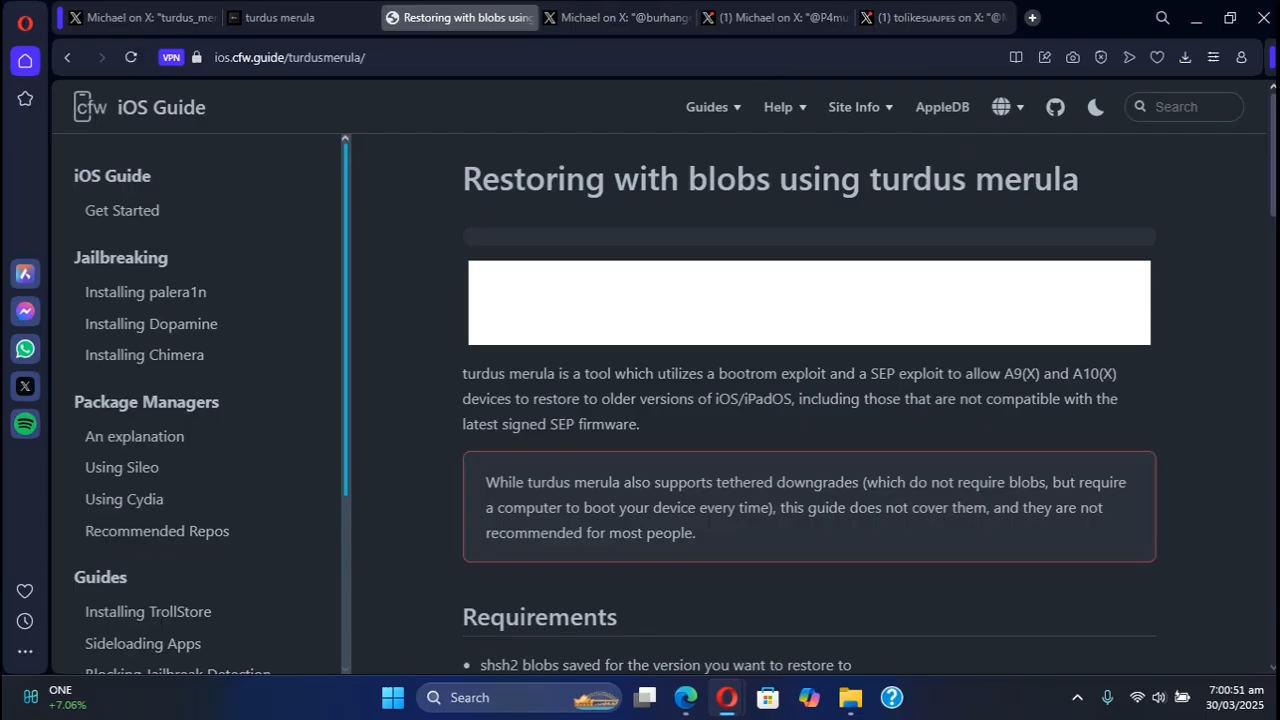 Michael on X: "turdus_mer
turdus merula
Restoring with blobs using
Michael on X: "@burhang
(1) Michael on X: "@P4mu
(1) tolikesuajpes on X: "@M
VPN
ios.cfw.guide/turdusmerula/
cfw iOS Guide
Guides
Help
Site Info
AppleDB
Search
iOS Guide
Get Started
Jailbreaking
Installing palera1n
Installing Dopamine
Installing Chimera
Package Managers
An explanation
Using Sileo
Using Cydia
Recommended Repos
Guides
Installing TrollStore
Sideloading Apps
Blocking Jailbreak Detection
Restoring with blobs using turdus merula
turdus merula is a tool which utilizes a bootrom exploit and a SEP exploit to allow A9(X) and A10(X)
devices to restore to older versions of iOS/iPadOS, including those that are not compatible with the
latest signed SEP firmware.
While turdus merula also supports tethered downgrades (which do not require blobs, but require
a computer to boot your device every time), this guide does not cover them, and they are not
recommended for most people.
Requirements
• shsh2 blobs saved for the version you want to restore to
ONE
+7.06%
Search
7:00:51 am
30/03/2025